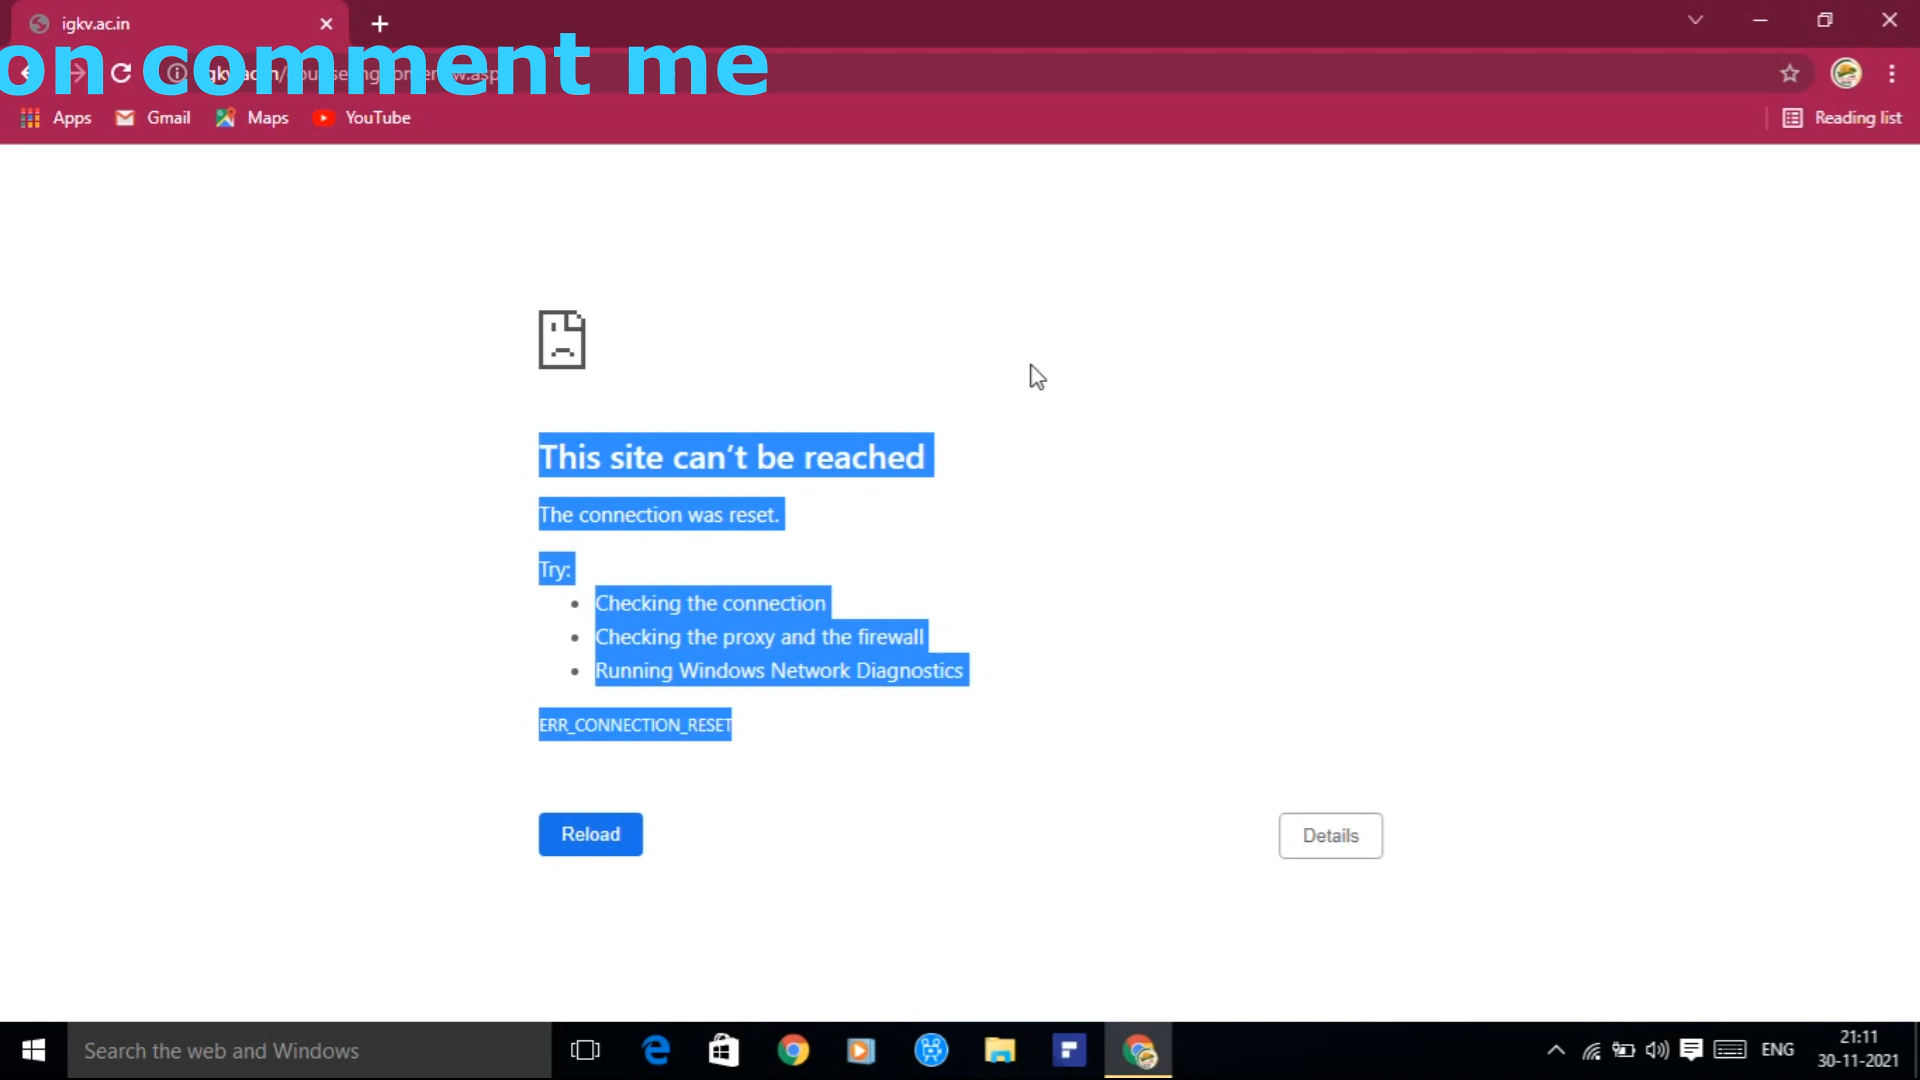 igkv.ac.in
on comment me
Apps Gmail Maps YouTube Reading list
This site can’t be reached
The connection was reset.
Try:
Checking the connection
Checking the proxy and the firewall
Running Windows Network Diagnostics
ERR_CONNECTION_RESET
Reload Details
Search the web and Windows ENG 21:11
30-11-2021